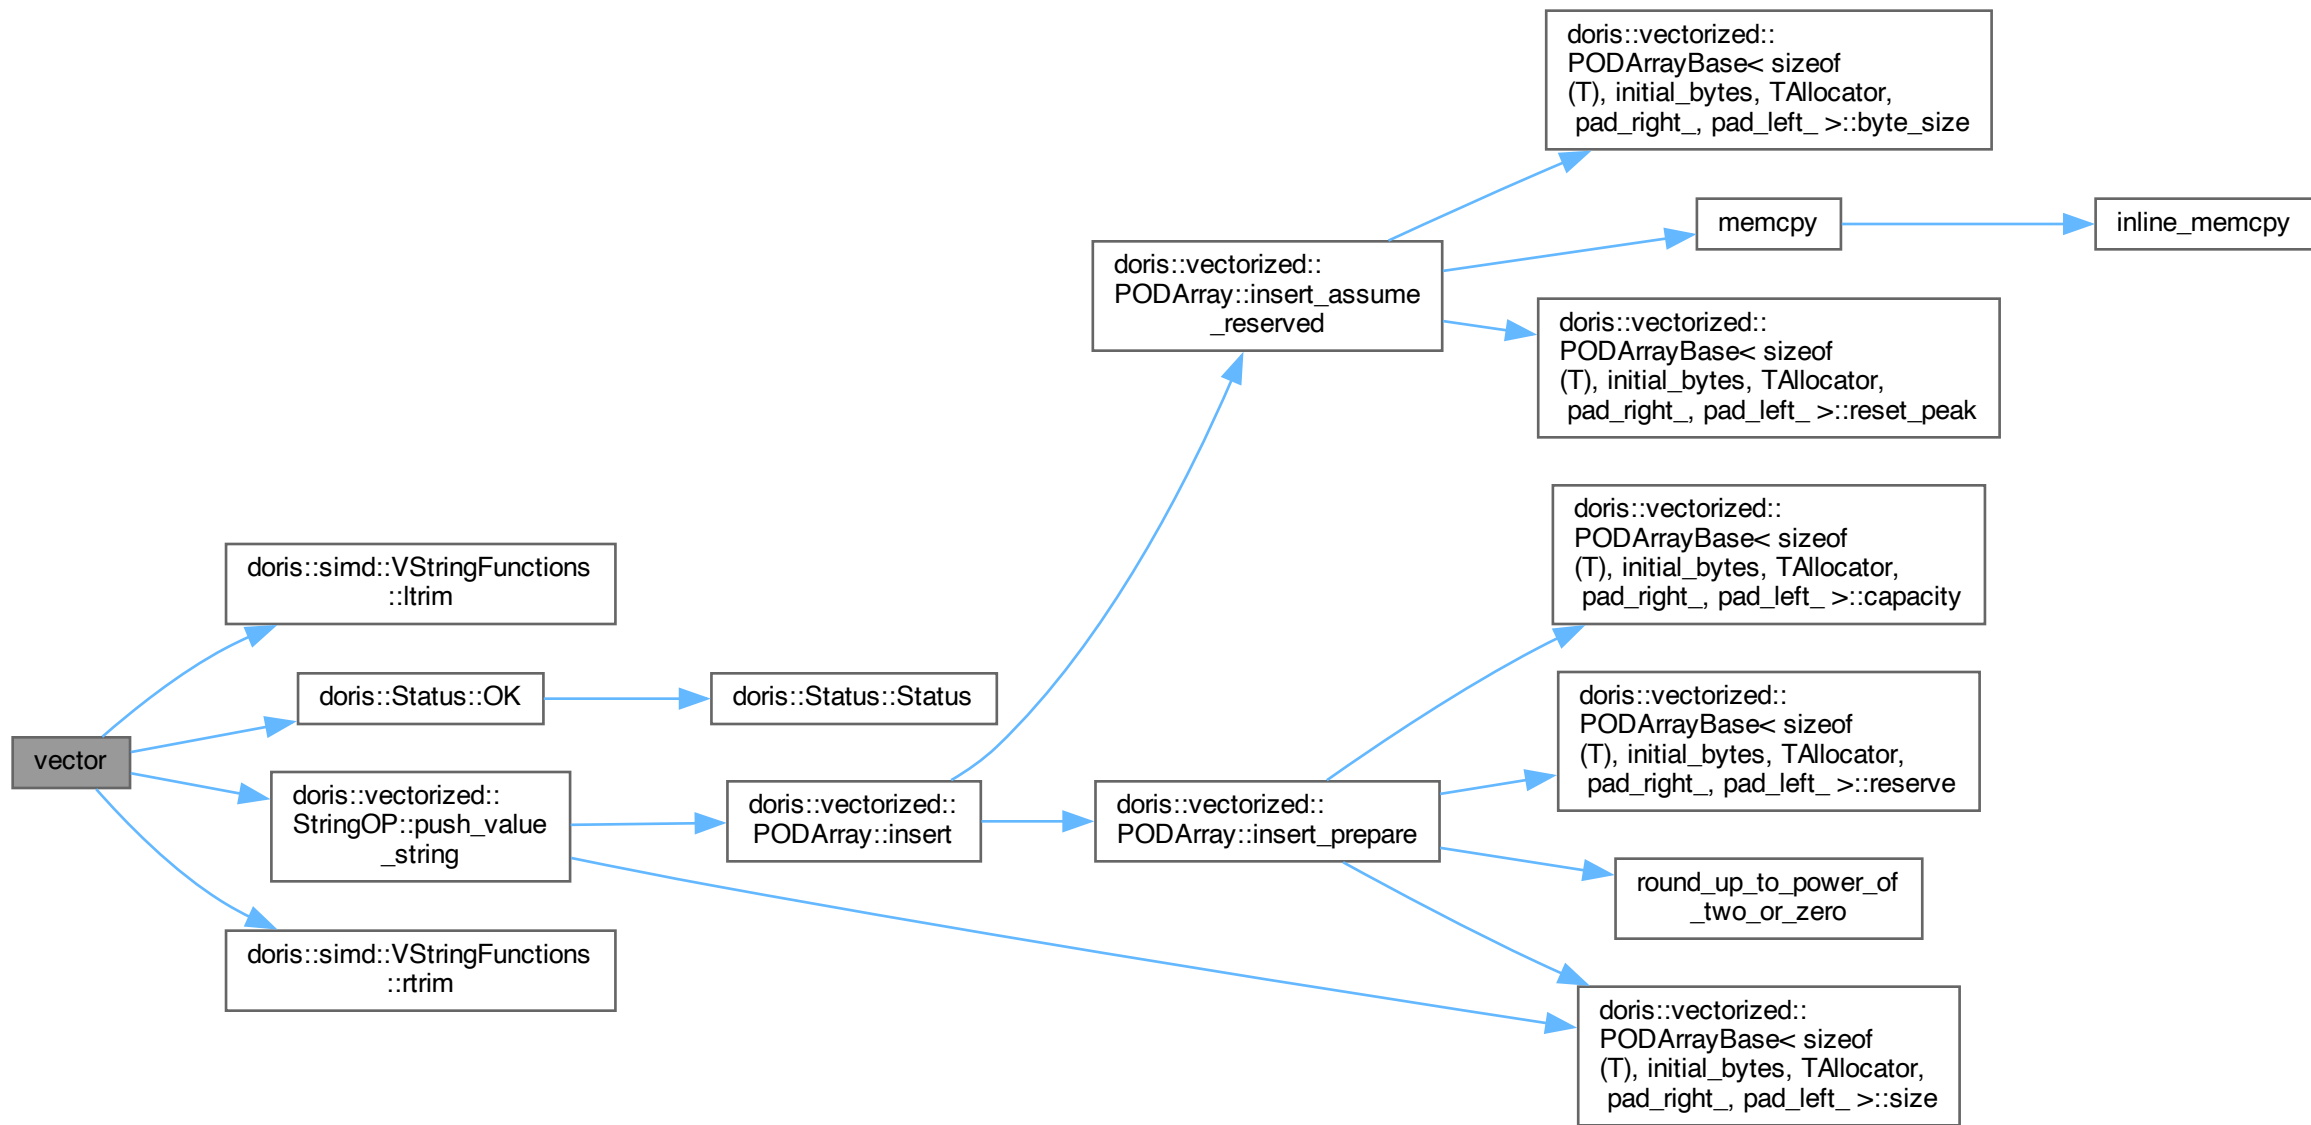 vector
doris::simd::VStringFunctions
::ltrim
doris::Status::OK
doris::Status::Status
doris::vectorized::
StringOP::push_value
_string
doris::simd::VStringFunctions
::rtrim
doris::vectorized::
PODArray::insert
doris::vectorized::
PODArray::insert_assume
_reserved
doris::vectorized::
PODArray::insert_prepare
doris::vectorized::
PODArrayBase< sizeof
(T), initial_bytes, TAllocator,
pad_right_, pad_left_ >::byte_size
memcpy
inline_memcpy
doris::vectorized::
PODArrayBase< sizeof
(T), initial_bytes, TAllocator,
pad_right_, pad_left_ >::reset_peak
doris::vectorized::
PODArrayBase< sizeof
(T), initial_bytes, TAllocator,
pad_right_, pad_left_ >::capacity
doris::vectorized::
PODArrayBase< sizeof
(T), initial_bytes, TAllocator,
pad_right_, pad_left_ >::reserve
round_up_to_power_of
_two_or_zero
doris::vectorized::
PODArrayBase< sizeof
(T), initial_bytes, TAllocator,
pad_right_, pad_left_ >::size